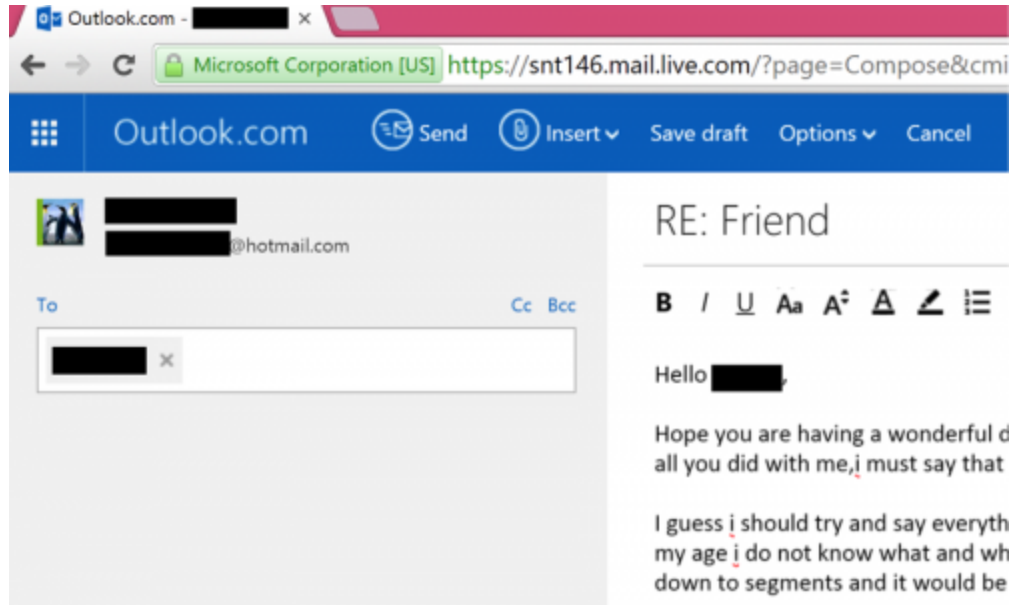 Outlook.com -
Microsoft Corporation [US] https://snt146.mail.live.com/?page=Compose&cmi
Outlook.com Send Insert Save draft Options Cancel
@hotmail.com
To Cc Bcc
RE: Friend
B I U Aa A A
Hello ,
Hope you are having a wonderful d
all you did with me,i must say that
I guess i should try and say everyth
my age i do not know what and wh
down to segments and it would be